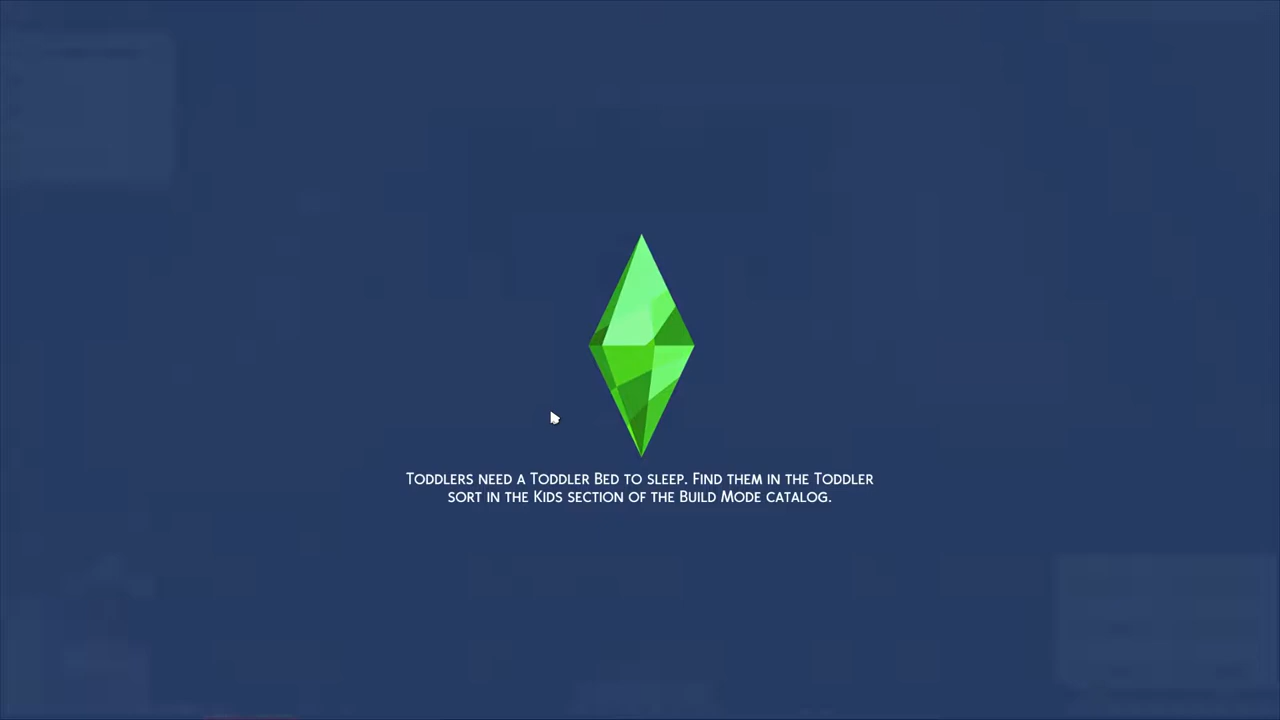 Toddlers need a Toddler Bed to sleep. Find them in the Toddler
sort in the Kids section of the Build Mode catalog.